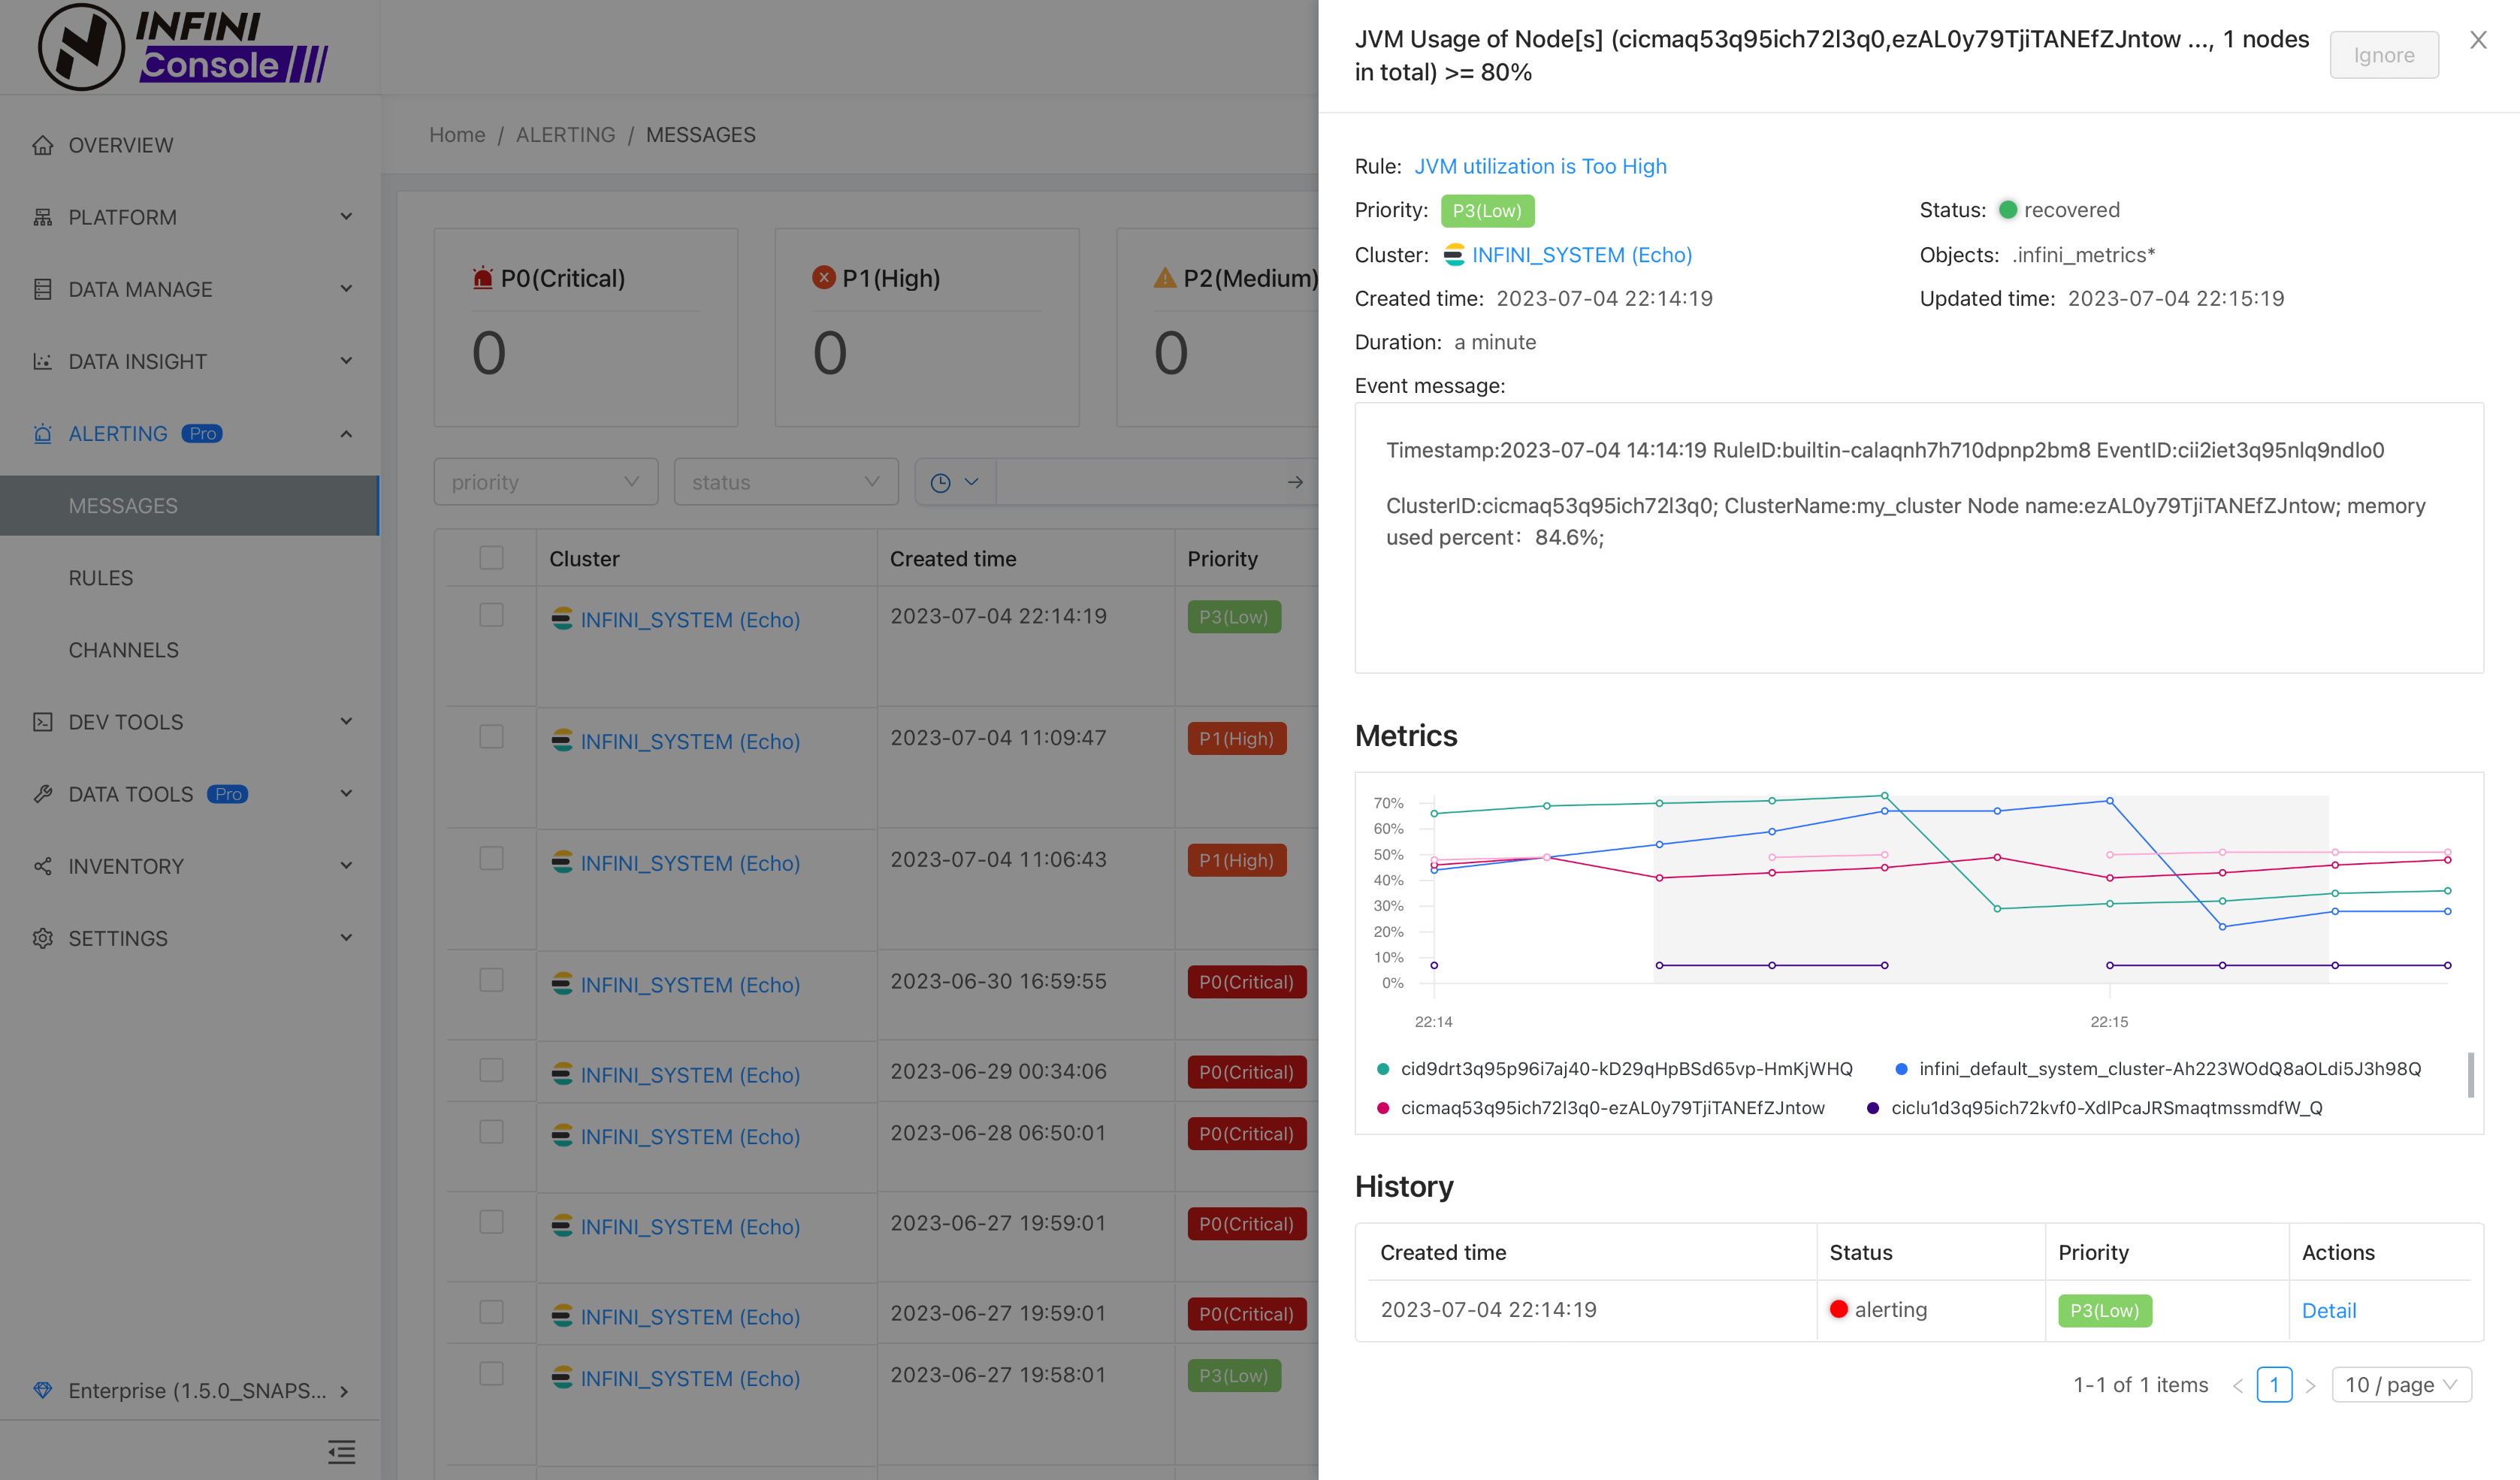 INFINI
Console
OVERVIEW
PLATFORM
DATA MANAGE
DATA INSIGHT
ALERTING Pro
MESSAGES
RULES
CHANNELS
DEV TOOLS
DATA TOOLS Pro
INVENTORY
SETTINGS
Enterprise (1.5.0_SNAPS...
Home / ALERTING / MESSAGES
P0(Critical)
0
P1(High)
0
P2(Medium)
0
priority
status
Cluster Created time Priority
INFINI_SYSTEM (Echo) 2023-07-04 22:14:19 P3(Low)
INFINI_SYSTEM (Echo) 2023-07-04 11:09:47 P1(High)
INFINI_SYSTEM (Echo) 2023-07-04 11:06:43 P1(High)
INFINI_SYSTEM (Echo) 2023-06-30 16:59:55 P0(Critical)
INFINI_SYSTEM (Echo) 2023-06-29 00:34:06 P0(Critical)
INFINI_SYSTEM (Echo) 2023-06-28 06:50:01 P0(Critical)
INFINI_SYSTEM (Echo) 2023-06-27 19:59:01 P0(Critical)
INFINI_SYSTEM (Echo) 2023-06-27 19:59:01 P0(Critical)
INFINI_SYSTEM (Echo) 2023-06-27 19:58:01 P3(Low)
JVM Usage of Node[s] (cicmaq53q95ich72l3q0,ezAL0y79TjiTANEfZJntow ..., 1 nodes
in total) >= 80%
Ignore
Rule: JVM utilization is Too High
Priority: P3(Low) Status: recovered
Cluster: INFINI_SYSTEM (Echo) Objects: .infini_metrics*
Created time: 2023-07-04 22:14:19 Updated time: 2023-07-04 22:15:19
Duration: a minute
Event message:
Timestamp:2023-07-04 14:14:19 RuleID:builtin-calaqnh7h710dpnp2bm8 EventID:cii2iet3q95nlq9ndlo0
ClusterID:cicmaq53q95ich72l3q0; ClusterName:my_cluster Node name:ezAL0y79TjiTANEfZJntow; memory
used percent：84.6%;
Metrics
70%
60%
50%
40%
30%
20%
10%
0%
22:14 22:15
cid9drt3q95p96i7aj40-kD29qHpBSd65vp-HmKjWHQ infini_default_system_cluster-Ah223WOdQ8aOLdi5J3h98Q
cicmaq53q95ich72l3q0-ezAL0y79TjiTANEfZJntow ciclu1d3q95ich72kvf0-XdlPcaJRSmaqtmssmdfW_Q
History
Created time Status Priority Actions
2023-07-04 22:14:19 alerting P3(Low) Detail
1-1 of 1 items < 1 > 10 / page